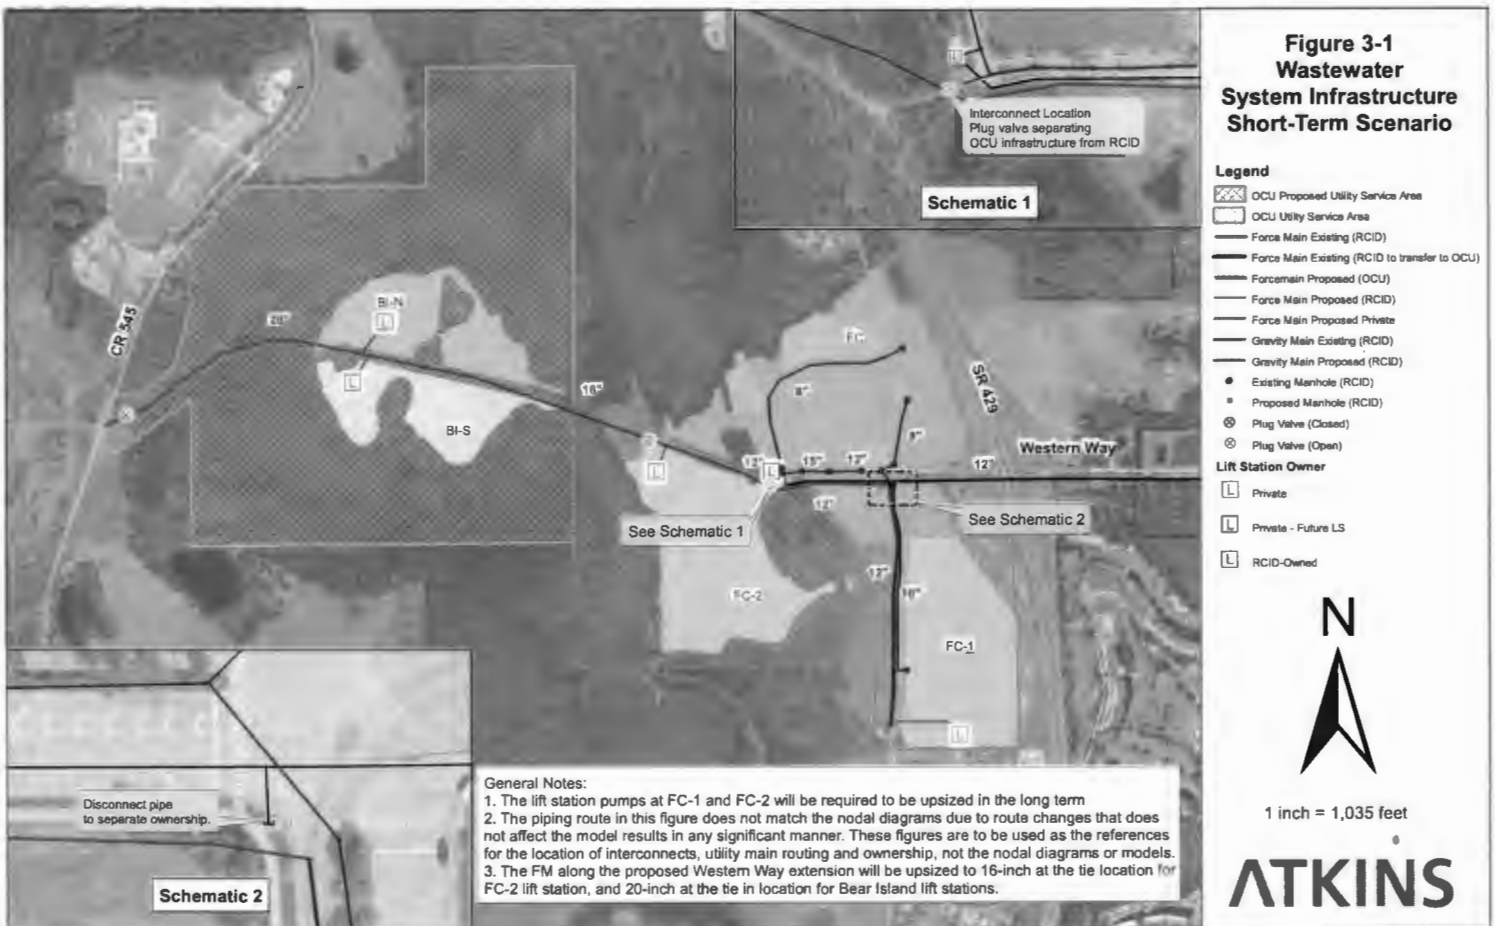 Figure 3-1
Wastewater
System Infrastructure
Short-Term Scenario
Legend
OCU Proposed Utility Service Area
OCU Utility Service Area
Force Main Existing (RCID)
Force Main Existing (RCID to transfer to OCU)
Forcemain Proposed (OCU)
Force Main Proposed (RCID)
Force Main Proposed Private
Gravity Main Existing (RCID)
Gravity Main Proposed (RCID)
Existing Manhole (RCID)
Proposed Manhole (RCID)
Plug Valve (Closed)
Plug Valve (Open)
Lift Station Owner
L Private
L Private - Future LS
L RCID-Owned
N
1 inch = 1,035 feet
ATKINS
Interconnect Location
Plug valve separating
OCU infrastructure from RCID
Schematic 1
CR 545
20"
BI-N
L
L
BI-S
16"
FC
8"
SR 429
8"
Western Way
12"
L
L
15"
12"
See Schematic 1
See Schematic 2
FC-2
FC-1
L
Disconnect pipe
to separate ownership.
Schematic 2
General Notes:
1. The lift station pumps at FC-1 and FC-2 will be required to be upsized in the long term
2. The piping route in this figure does not match the nodal diagrams due to route changes that does
not affect the model results in any significant manner. These figures are to be used as the references
for the location of interconnects, utility main routing and ownership, not the nodal diagrams or models.
3. The FM along the proposed Western Way extension will be upsized to 16-inch at the tie location for
FC-2 lift station, and 20-inch at the tie in location for Bear Island lift stations.